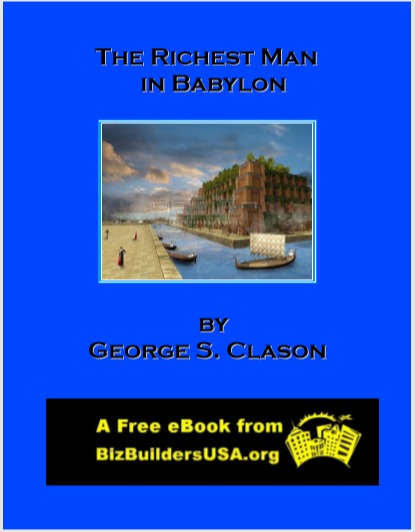 The Richest Man
in Babylon
by
George S. Clason
A Free eBook from
BizBuildersUSA.org